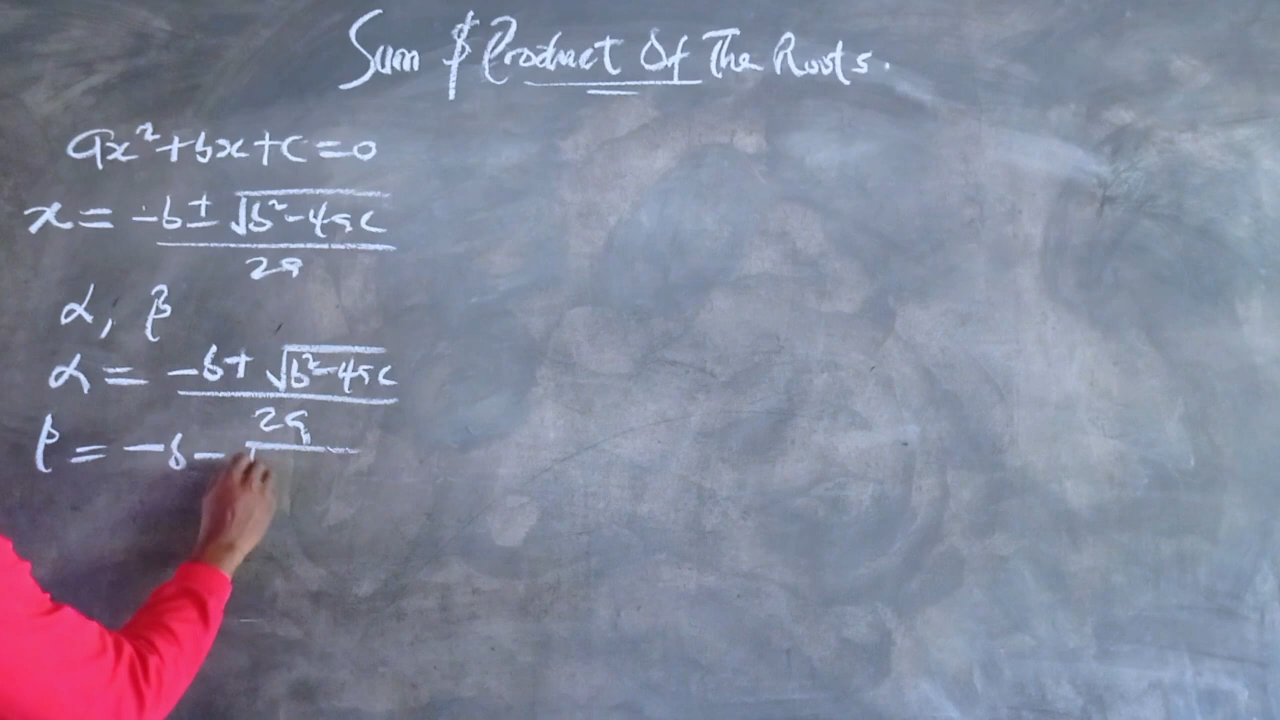 Sum $ Product Of The Roots.
ax²+bx+c=0
x = -b ± √b²-4ac
2a
α, β
α = -b+ √b²-4ac
2a
β = -b - √